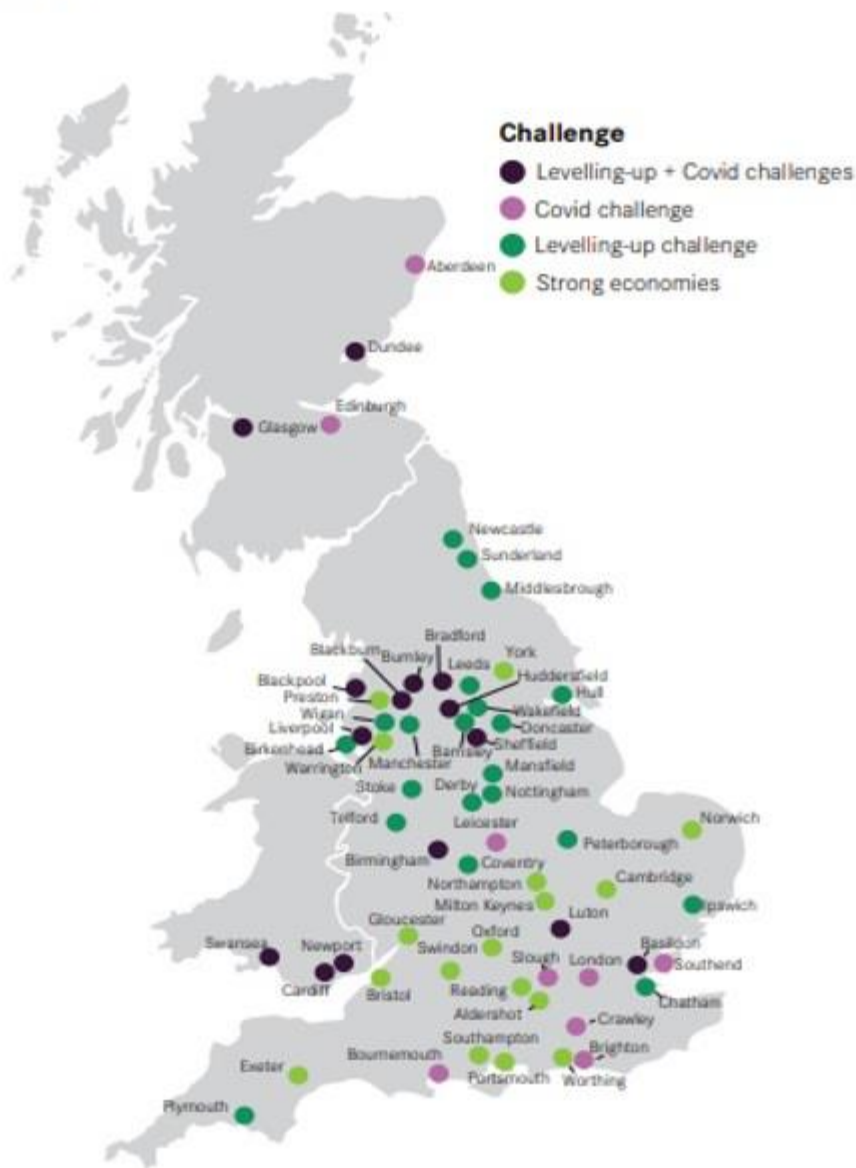 Challenge
Levelling-up + Covid challenges
Covid challenge
Levelling-up challenge
Strong economies
Aberdeen
Dundee
Edinburgh
Glasgow
Newcastle
Sunderland
Middlesbrough
Bradford
Blackburn
Burnley
York
Leeds
Huddersfield
Blackpool
Hull
Preston
Wakefield
Wigan
Doncaster
Liverpool
Sheffield
Birkenhead
Barnsley
Manchester
Warrington
Mansfield
Stoke
Derby
Nottingham
Telford
Leicester
Norwich
Peterborough
Birmingham
Coventry
Northampton
Cambridge
Milton Keynes
Ipswich
Luton
Gloucester
Oxford
Swansea
Newport
Swindon
Slough
London
Basildon
Southend
Cardiff
Bristol
Reading
Chatham
Aldershot
Crawley
Southampton
Brighton
Bournemouth
Exeter
Portsmouth
Worthing
Plymouth